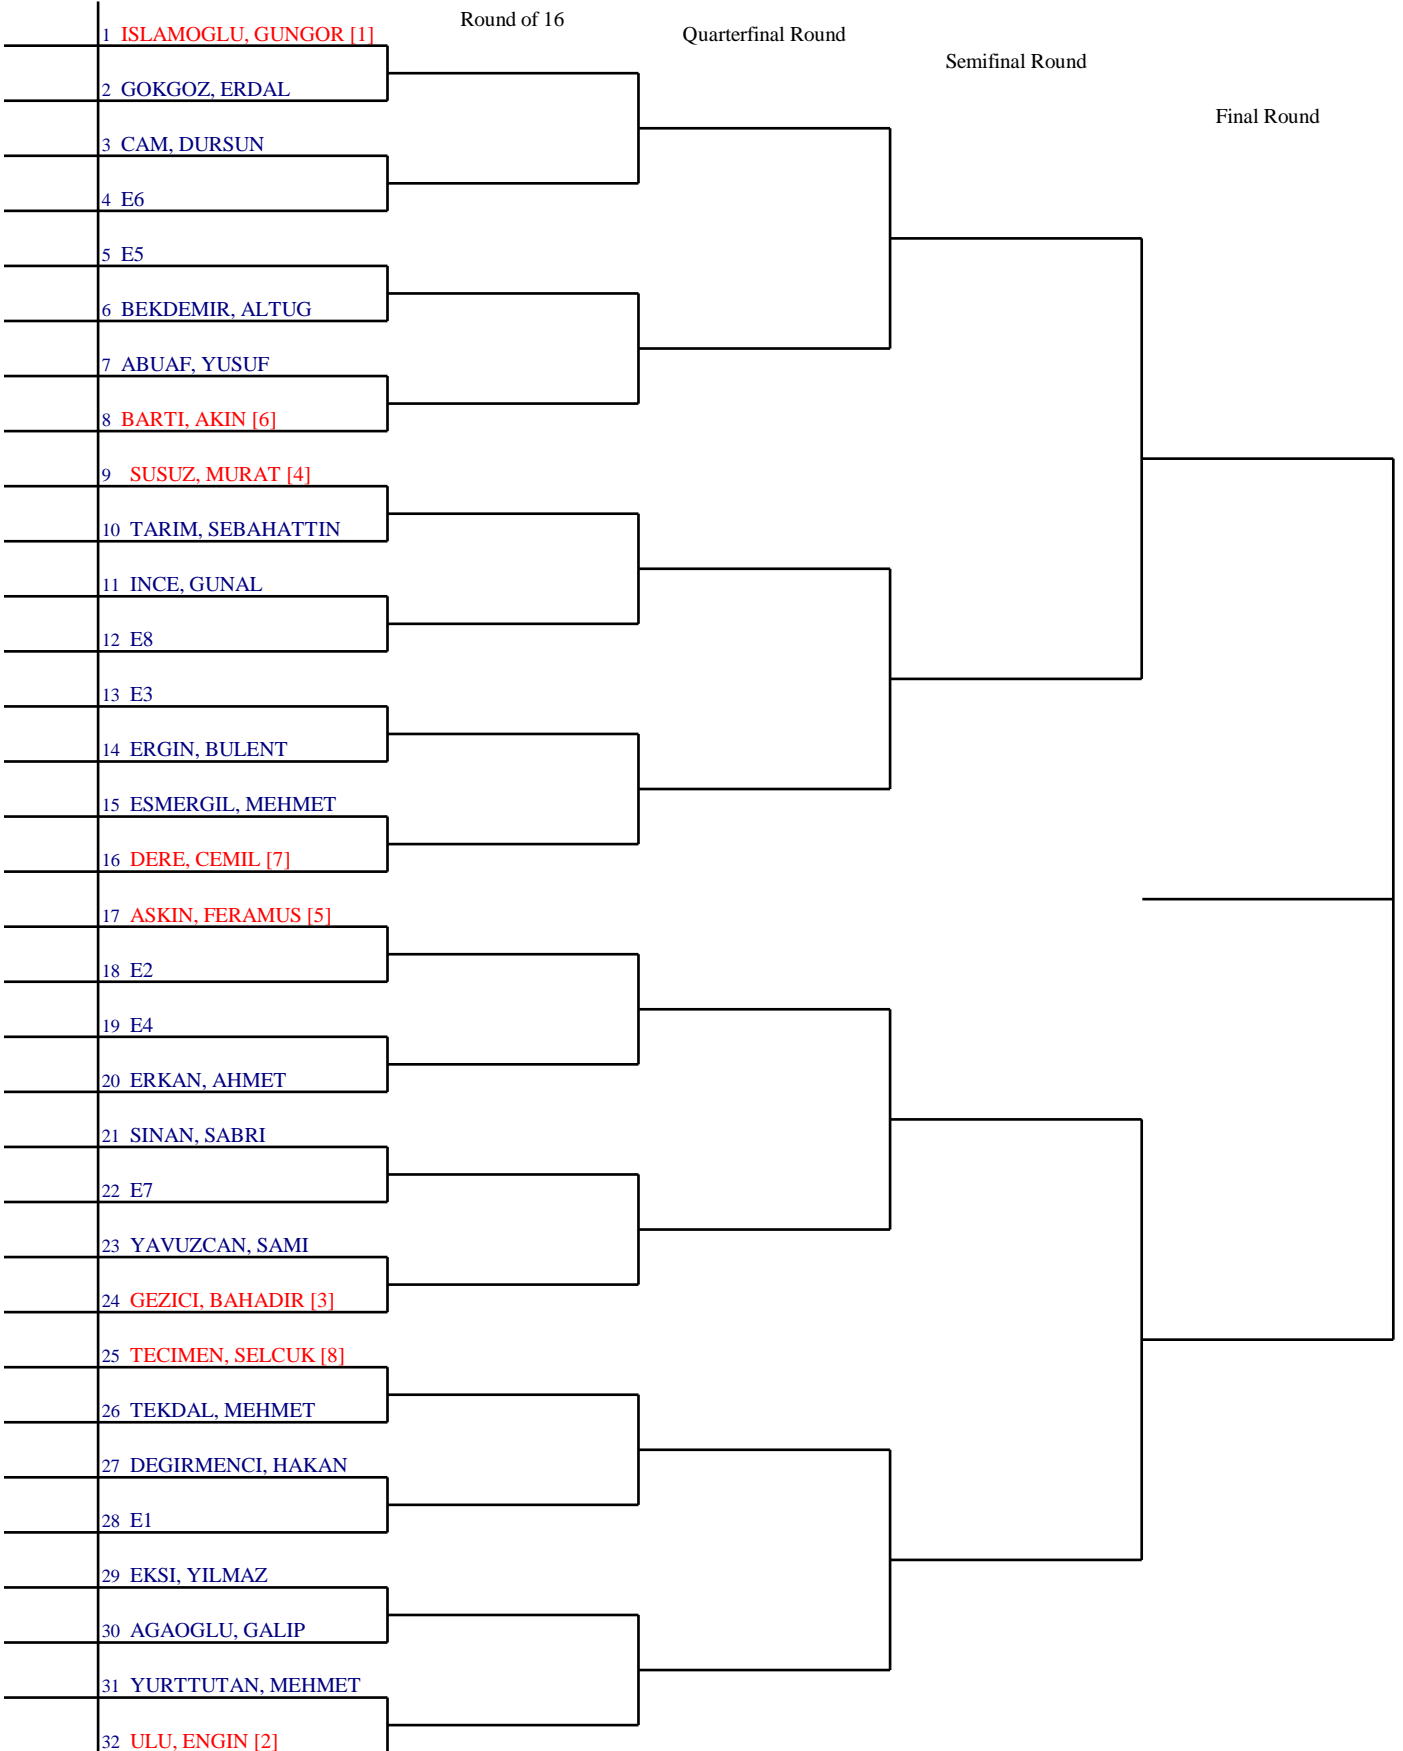 Round of 16
Quarterfinal Round
Semifinal Round
Final Round
1 ISLAMOGLU, GUNGOR [1]
2 GOKGOZ, ERDAL
3 CAM, DURSUN
4 E6
5 E5
6 BEKDEMIR, ALTUG
7 ABUAF, YUSUF
8 BARTI, AKIN [6]
9 SUSUZ, MURAT [4]
10 TARIM, SEBAHATTIN
11 INCE, GUNAL
12 E8
13 E3
14 ERGIN, BULENT
15 ESMERGIL, MEHMET
16 DERE, CEMIL [7]
17 ASKIN, FERAMUS [5]
18 E2
19 E4
20 ERKAN, AHMET
21 SINAN, SABRI
22 E7
23 YAVUZCAN, SAMI
24 GEZICI, BAHADIR [3]
25 TECIMEN, SELCUK [8]
26 TEKDAL, MEHMET
27 DEGIRMENCI, HAKAN
28 E1
29 EKSI, YILMAZ
30 AGAOGLU, GALIP
31 YURTTUTAN, MEHMET
32 ULU, ENGIN [2]